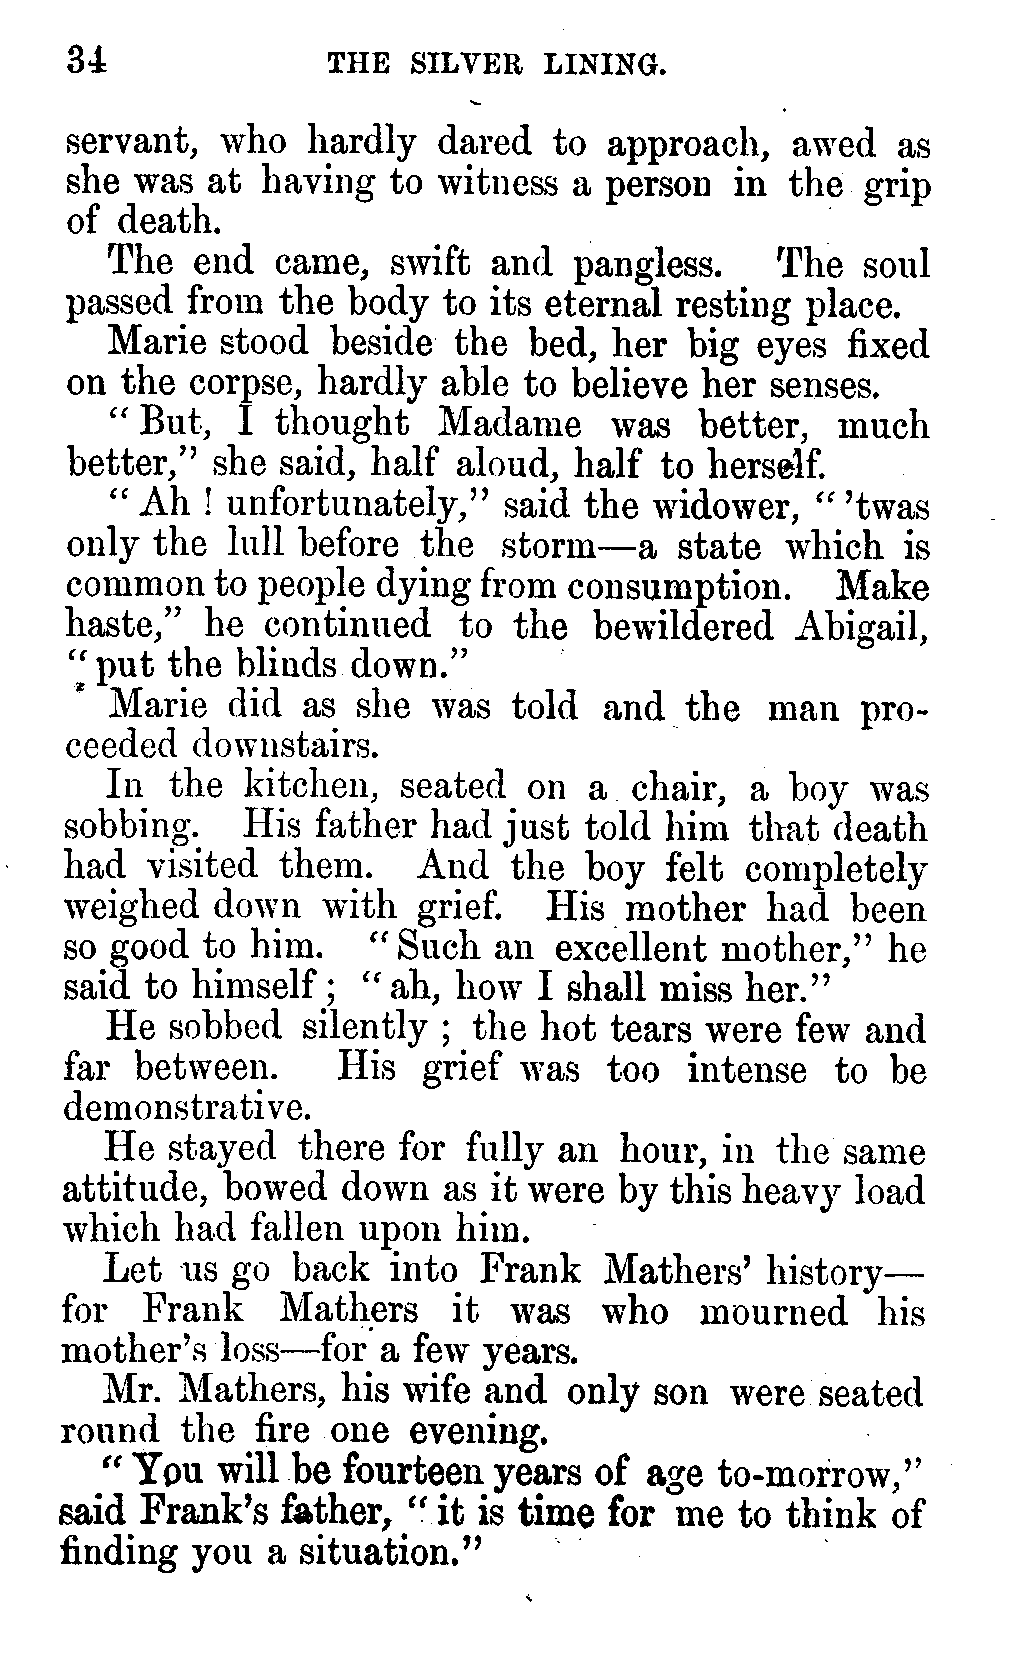 34 THE SILVER LINING.
servant, who hardly dared to approach, awed as
she was at having to witness a person in the grip
of death.
The end came, swift and pangless. The soul
passed from the body to its eternal resting place.
Marie stood beside the bed, her big eyes fixed
on the corpse, hardly able to believe her senses.
“ But, I thought Madame was better, much
better,” she said, half aloud, half to herself.
“ Ah ! unfortunately,” said the widower, “ ’twas
only the lull before the storm—a state which is
common to people dying from consumption. Make
haste,” he continued to the bewildered Abigail,
“ put the blinds down.”
Marie did as she was told and the man pro-
ceeded downstairs.
In the kitchen, seated on a chair, a boy was
sobbing. His father had just told him that death
had visited them. And the boy felt completely
weighed down with grief. His mother had been
so good to him. “ Such an excellent mother,” he
said to himself ; “ ah, how I shall miss her.”
He sobbed silently ; the hot tears were few and
far between. His grief was too intense to be
demonstrative.
He stayed there for fully an hour, in the same
attitude, bowed down as it were by this heavy load
which had fallen upon him.
Let us go back into Frank Mathers’ history—
for Frank Mathers it was who mourned his
mother’s loss—for a few years.
Mr. Mathers, his wife and only son were seated
round the fire one evening.
“ You will be fourteen years of age to-morrow,”
said Frank’s father, “ it is time for me to think of
finding you a situation.”